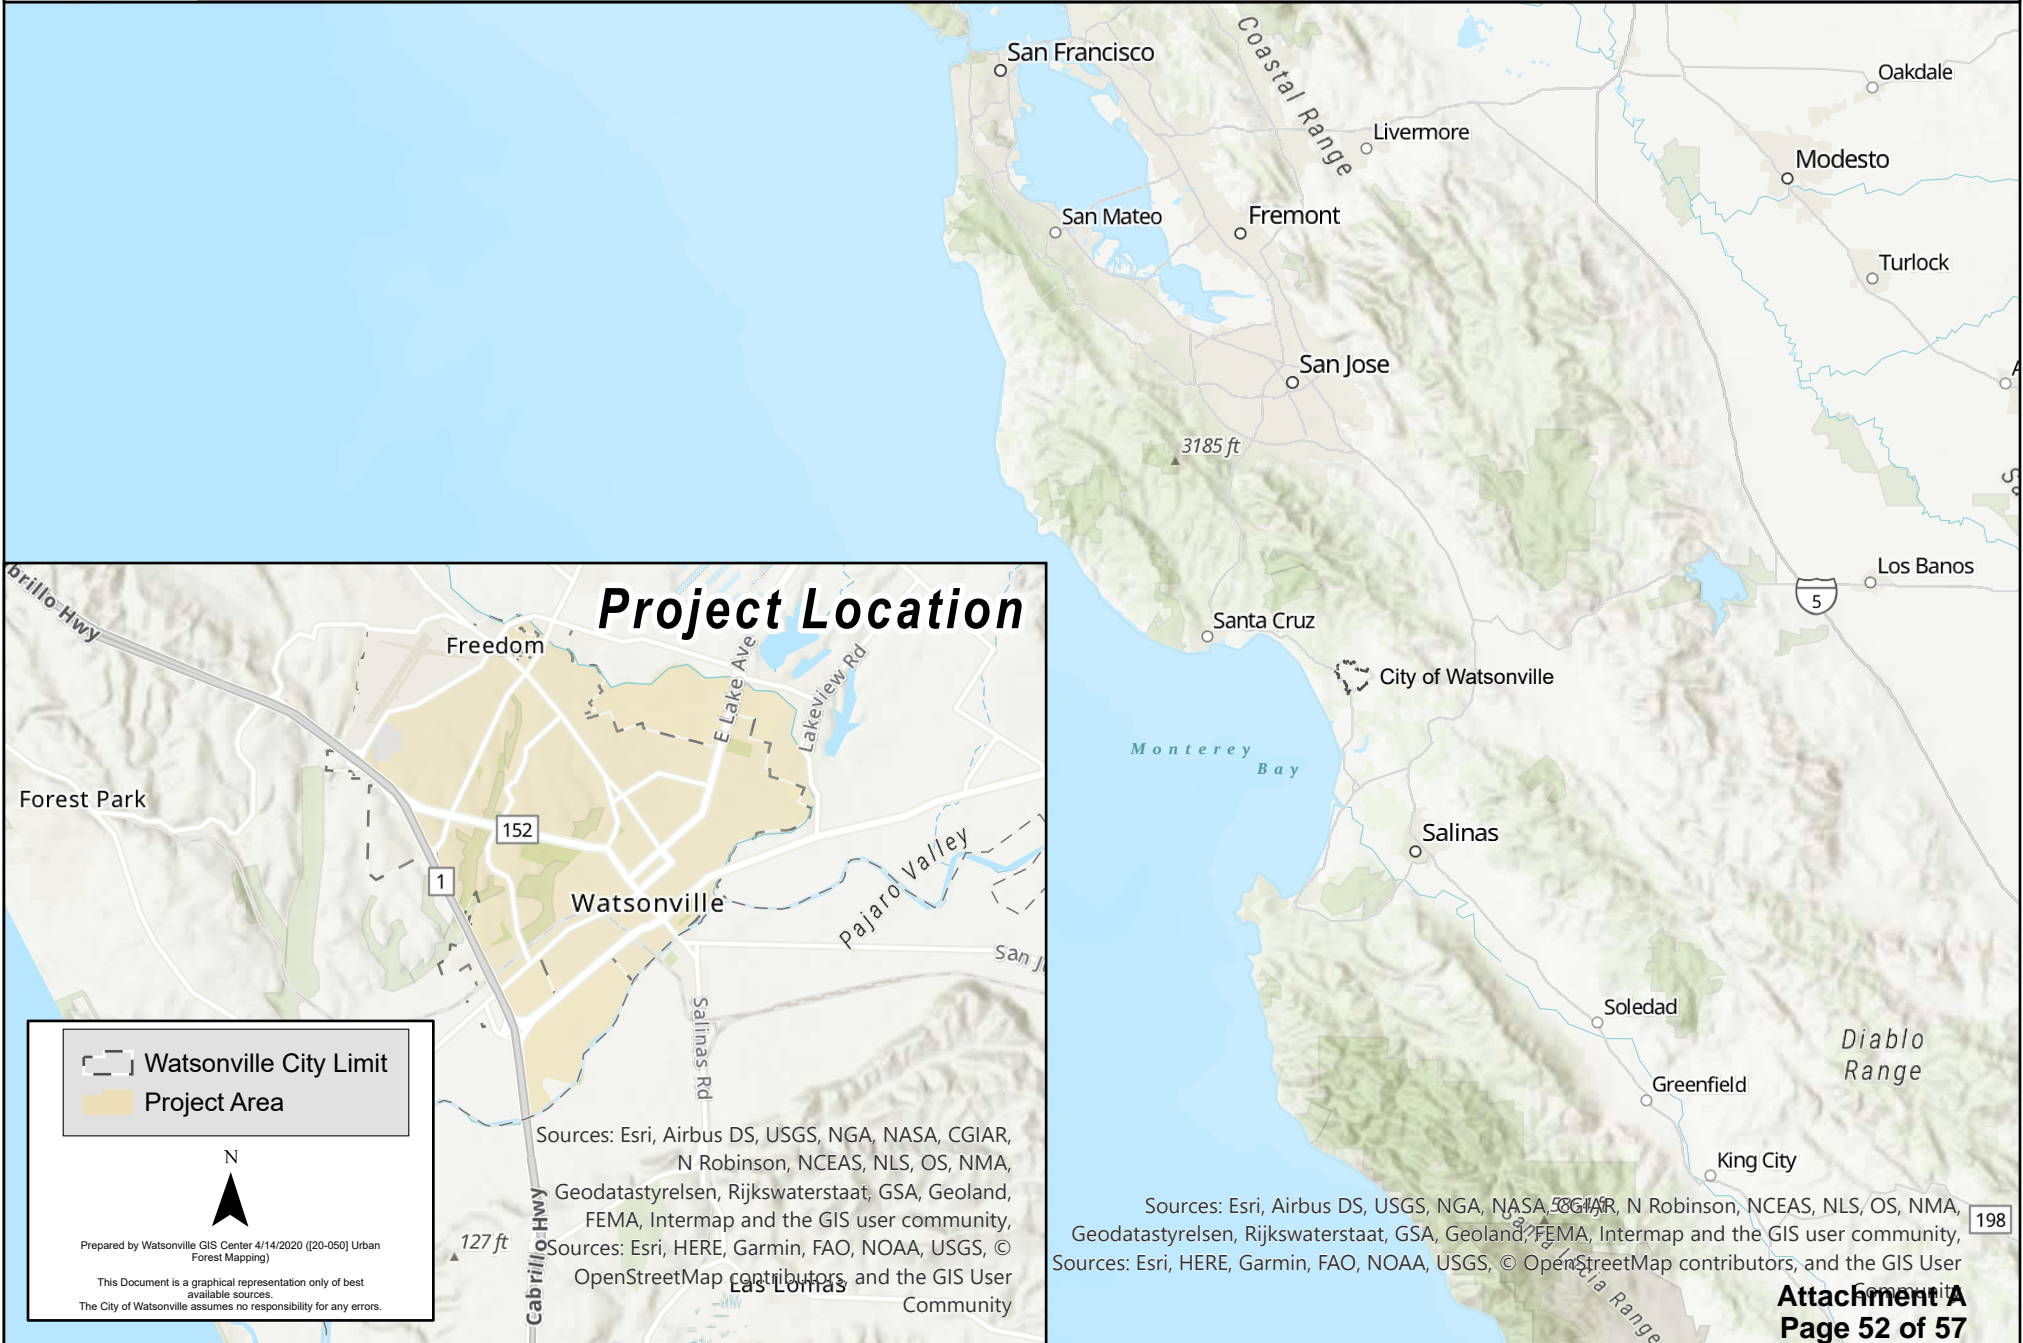 San Francisco
Coastal Range
Oakdale
Livermore
Modesto
San Mateo
Fremont
Turlock
San Jose
3185 ft
Los Banos
5
Santa Cruz
City of Watsonville
Monterey
Bay
Salinas
Soledad
Diablo
Range
Greenfield
King City
198
Santa Lucia Range
Sources: Esri, Airbus DS, USGS, NGA, NASA, CGIAR, N Robinson, NCEAS, NLS, OS, NMA,
Geodatastyrelsen, Rijkswaterstaat, GSA, Geoland, FEMA, Intermap and the GIS user community,
Sources: Esri, HERE, Garmin, FAO, NOAA, USGS, © OpenStreetMap contributors, and the GIS User
Community
Attachment A
Page 52 of 57
Project Location
brillo Hwy
Freedom
E Lake Ave
Lakeview Rd
Forest Park
152
1
Watsonville
Pajaro Valley
San J
Salinas Rd
Watsonville City Limit
Project Area
N
Prepared by Watsonville GIS Center 4/14/2020 ([20-050] Urban
Forest Mapping)
This Document is a graphical representation only of best
available sources.
The City of Watsonville assumes no responsibility for any errors.
127 ft
Cabrillo Hwy
Las Lomas
Sources: Esri, Airbus DS, USGS, NGA, NASA, CGIAR,
N Robinson, NCEAS, NLS, OS, NMA,
Geodatastyrelsen, Rijkswaterstaat, GSA, Geoland,
FEMA, Intermap and the GIS user community,
Sources: Esri, HERE, Garmin, FAO, NOAA, USGS, ©
OpenStreetMap contributors, and the GIS User
Community